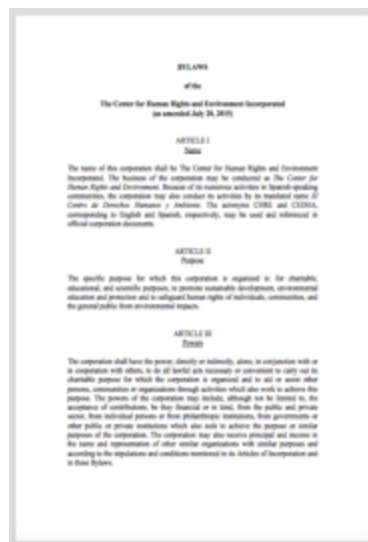 BYLAWS
of the
The Center for Human Rights and Environment Incorporated
(as amended July 20, 2015)
ARTICLE I
Name
The name of this corporation shall be The Center for Human Rights and Environment
Incorporated. The business of the corporation may be conducted as The Center for
Human Rights and Environment. Because of its numerous activities in Spanish-speaking
communities, the corporation may also conduct its activities by its translated name El
Centro de Derechos Humanos y Ambiente. The acronyms CHRE and CEDHA,
corresponding to English and Spanish, respectively, may be used and referenced in
official corporation documents.
ARTICLE II
Purpose
The specific purpose for which this corporation is organized is: for charitable,
educational, and scientific purposes, to promote sustainable development, environmental
education and protection and to safeguard human rights of individuals, communities, and
the general public from environmental impacts.
ARTICLE III
Powers
The corporation shall have the power, directly or indirectly, alone, in conjunction with or
in cooperation with others, to do all lawful acts necessary or convenient to carry out its
charitable purpose for which the corporation is organized and to aid or assist other
persons, communities or organizations through activities which also work to achieve this
purpose. The powers of the corporation may include, although not be limited to, the
acceptance of contributions, be they financial or in kind, from the public and private
sector, from individual persons or from philanthropic institutions, from governments or
other public or private institutions which also seek to achieve the purpose or similar
purposes of the corporation. The corporation may also receive principal and income in
the name and representation of other similar organizations with similar purposes and
according to the stipulations and conditions mentioned in its Articles of Incorporation and
in these Bylaws.